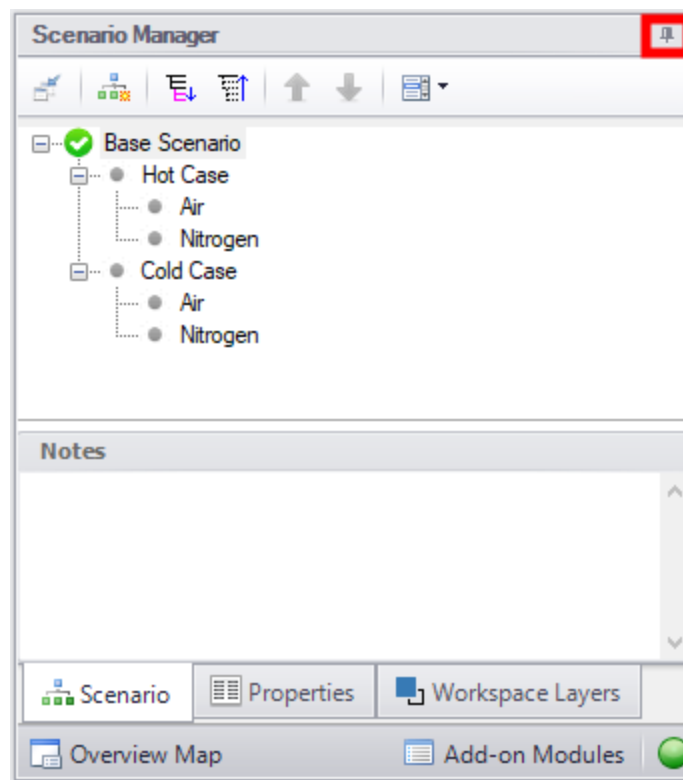 Scenario Manager
Base Scenario
Hot Case
Air
Nitrogen
Cold Case
Air
Nitrogen
Notes
Scenario Properties Workspace Layers
Overview Map Add-on Modules